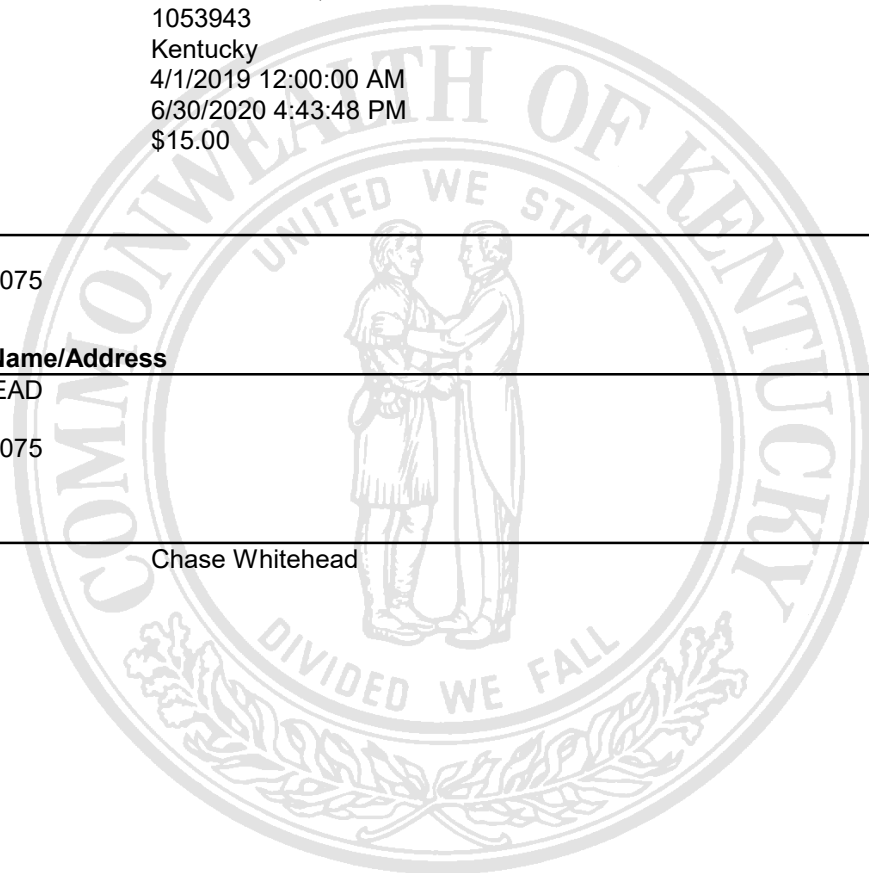 1053943
Kentucky
4/1/2019 12:00:00 AM
6/30/2020 4:43:48 PM
$15.00
COMMONWEALTH OF KENTUCKY
UNITED WE STAND
075
Name/Address
EAD
075
Chase Whitehead
DIVIDED WE FALL